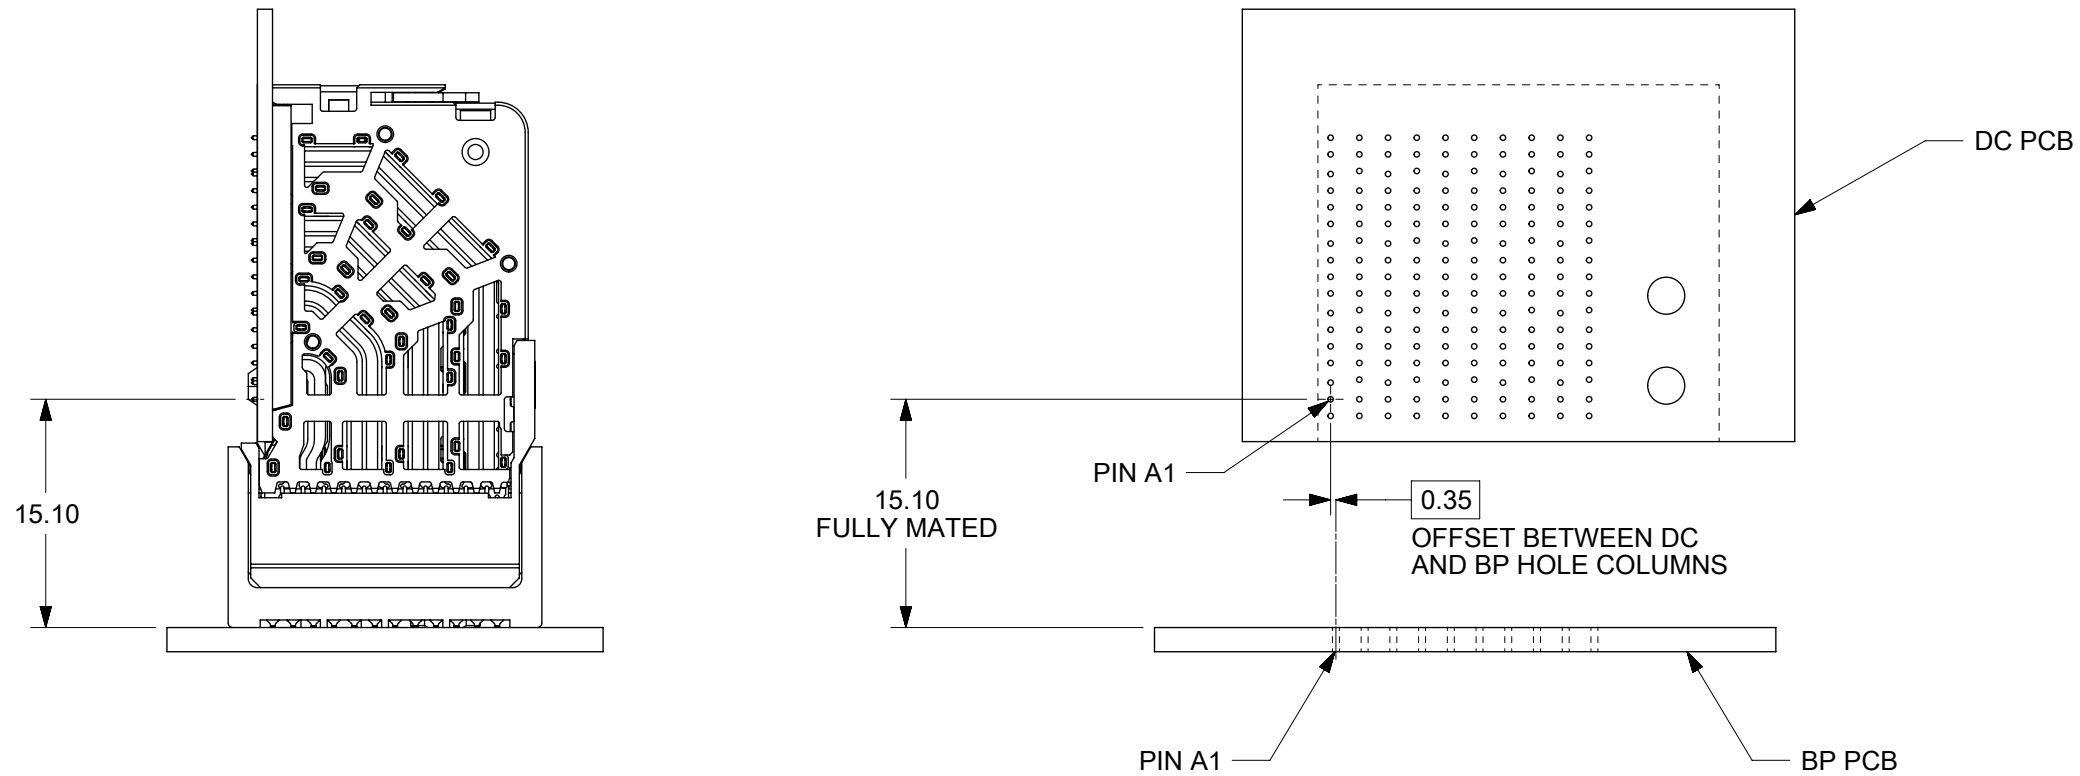 DC PCB
PIN A1
15.10
15.10
FULLY MATED
0.35
OFFSET BETWEEN DC
AND BP HOLE COLUMNS
PIN A1
BP PCB